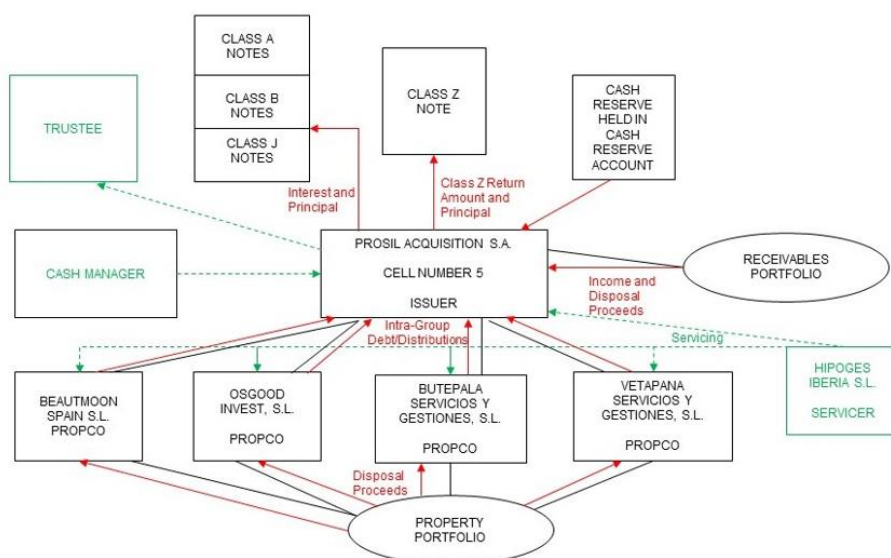 CLASS A
NOTES
CLASS B
NOTES
CLASS J
NOTES
CLASS Z
NOTE
CASH
RESERVE
HELD IN
CASH
RESERVE
ACCOUNT
TRUSTEE
Interest and
Principal
Class Z Return
Amount and
Principal
CASH MANAGER
PROSIL ACQUISITION S.A.
CELL NUMBER 5
ISSUER
RECEIVABLES
PORTFOLIO
Income and
Disposal
Proceeds
Intra-Group
Debt/Distributions
Servicing
BEAUTMOON
SPAIN S.L.
PROPCO
OSGOOD
INVEST, S.L.
PROPCO
BUTEPALA
SERVICIOS Y
GESTIONES, S.L.
PROPCO
VETAPANA
SERVICIOS Y
GESTIONES, S.L.
PROPCO
HIPOGES
IBERIA S.L.
SERVICER
Disposal
Proceeds
PROPERTY
PORTFOLIO